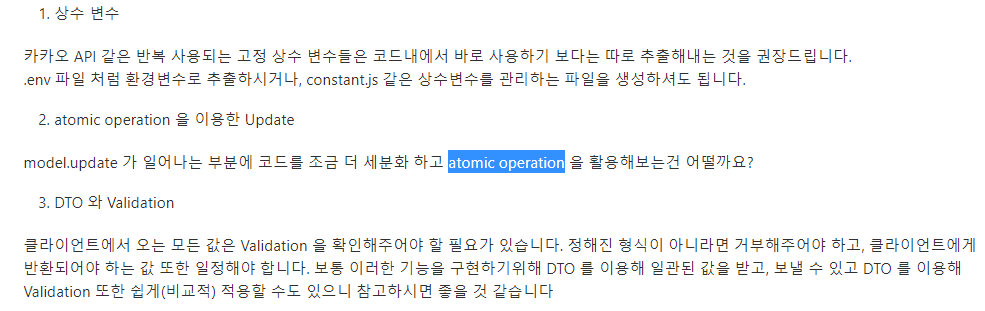 1. 상수 변수
카카오 API 같은 반복 사용되는 고정 상수 변수들은 코드내에서 바로 사용하기 보다는 따로 추출해내는 것을 권장드립니다.
.env 파일 처럼 환경변수로 추출하시거나, constant.js 같은 상수변수를 관리하는 파일을 생성하셔도 됩니다.
2. atomic operation 을 이용한 Update
model.update 가 일어나는 부분에 코드를 조금 더 세분화 하고 atomic operation 을 활용해보는건 어떨까요?
3. DTO 와 Validation
클라이언트에서 오는 모든 값은 Validation 을 확인해주어야 할 필요가 있습니다. 정해진 형식이 아니라면 거부해주어야 하고, 클라이언트에게
반환되어야 하는 값 또한 일정해야 합니다. 보통 이러한 기능을 구현하기위해 DTO 를 이용해 일관된 값을 받고, 보낼 수 있고 DTO 를 이용해
Validation 또한 쉽게(비교적) 적용할 수도 있으니 참고하시면 좋을 것 같습니다